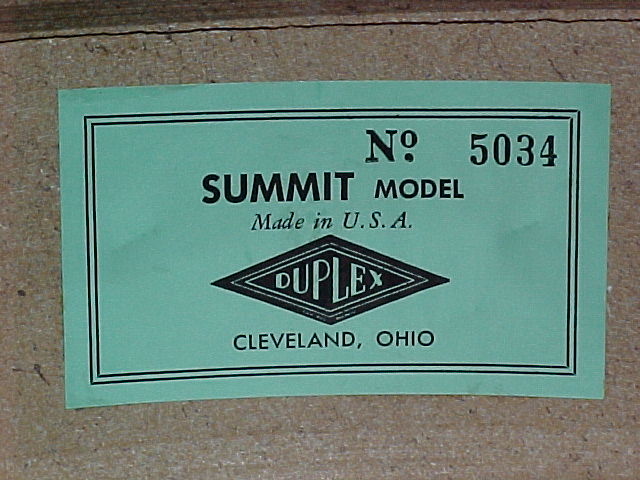 Nº 5034
SUMMIT MODEL
Made in U.S.A.
DUPLEX
CLEVELAND, OHIO